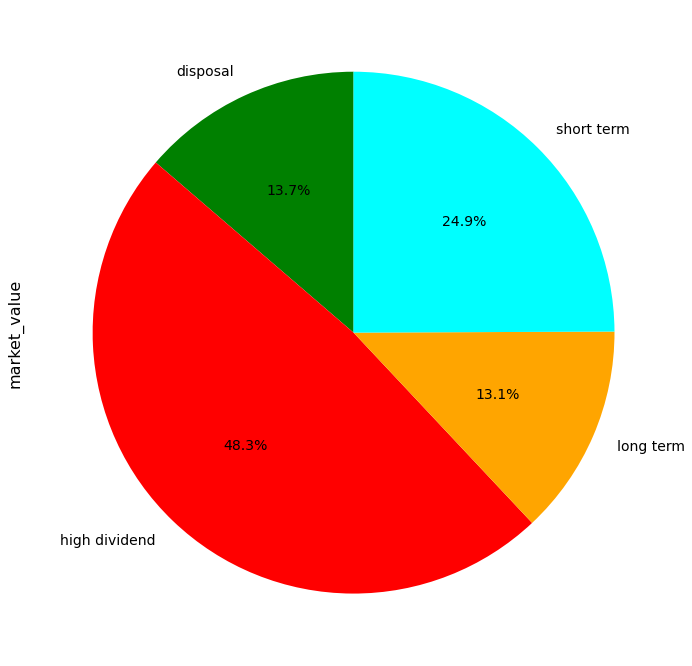 disposal
short term
13.7%
24.9%
market_value
13.1%
48.3%
long term
high dividend